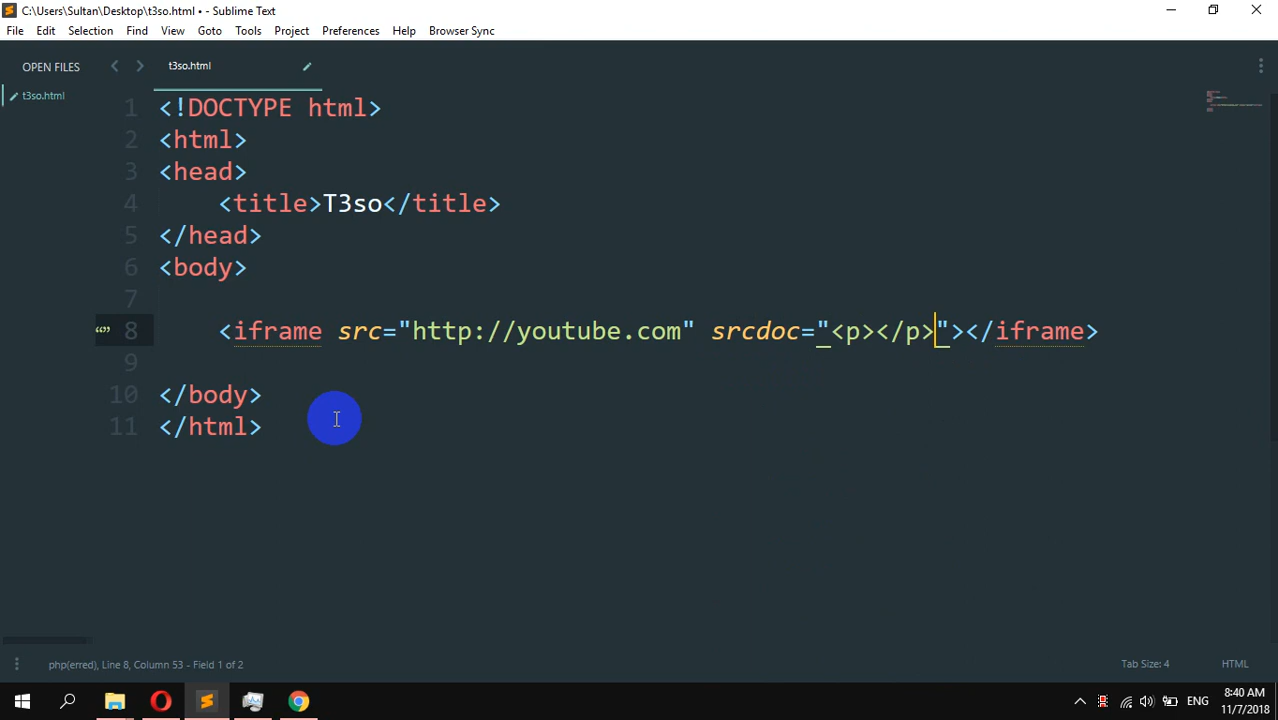 C:\Users\Sultan\Desktop\t3so.html • - Sublime Text
File Edit Selection Find View Goto Tools Project Preferences Help Browser Sync
OPEN FILES
t3so.html
t3so.html
1 <!DOCTYPE html>
2 <html>
3 <head>
4 <title>T3so</title>
5 </head>
6 <body>
7
8 <iframe src="http://youtube.com" srcdoc="<p></p>"></iframe>
9
10 </body>
11 </html>
php(erred), Line 8, Column 53 - Field 1 of 2
Tab Size: 4
HTML
ENG
8:40 AM
11/7/2018